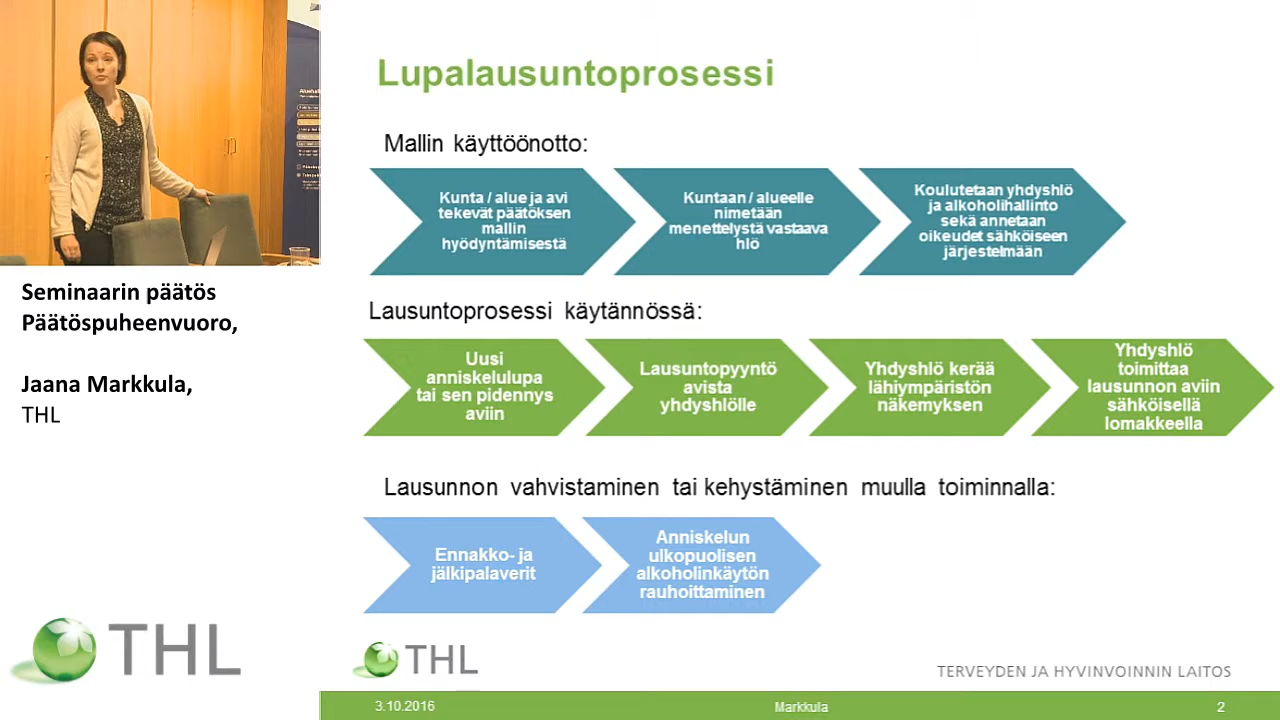 Lupalausuntoprosessi
Mallin käyttöönotto:
Kunta / alue ja avi
tekevät päätöksen
mallin
hyödyntämisestä
Kuntaan / alueelle
nimetään
menettelystä vastaava
hlö
Koulutetaan yhdyshlö
ja alkoholihallinto
sekä annetaan
oikeudet sähköiseen
järjestelmään
Lausuntoprosessi käytännössä:
Uusi
anniskelulupa
tai sen pidennys
aviin
Lausuntopyyntö
avista
yhdyshlölle
Yhdyshlö kerää
lähiympäristön
näkemyksen
Yhdyshlö
toimittaa
lausunnon aviin
sähköisellä
lomakkeella
Lausunnon vahvistaminen tai kehystäminen muulla toiminnalla:
Ennakko- ja
jälkipalaverit
Anniskelun
ulkopuolisen
alkoholinkäytön
rauhoittaminen
THL
TERVEYDEN JA HYVINVOINNIN LAITOS
3.10.2016
Markkula
2
Seminaarin päätös
Päätöspuheenvuoro,
Jaana Markkula,
THL
THL